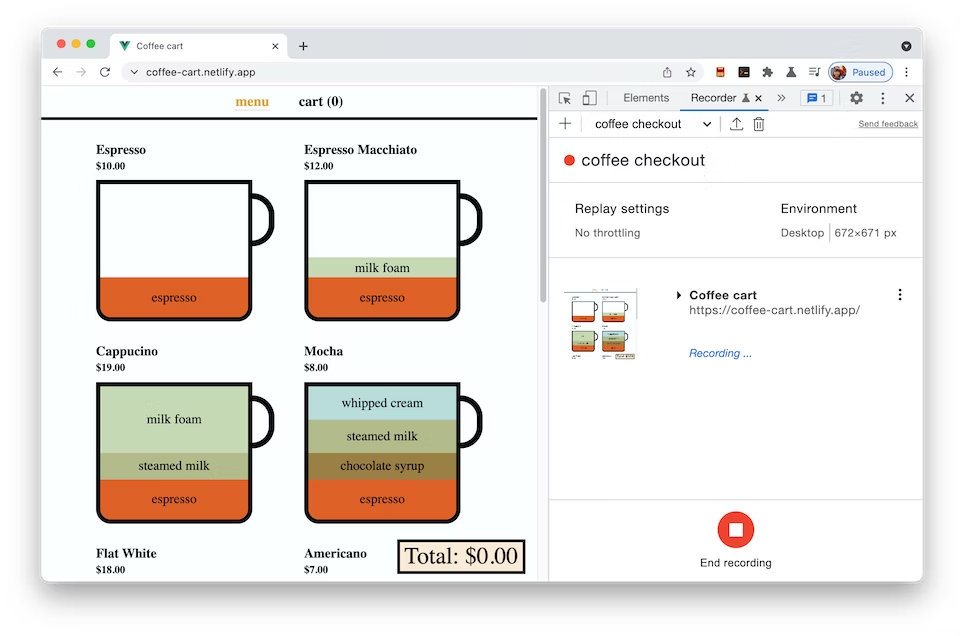 Coffee cart
coffee-cart.netlify.app
Paused
menu
cart (0)
Espresso
$10.00
espresso
Espresso Macchiato
$12.00
milk foam
espresso
Cappucino
$19.00
milk foam
steamed milk
espresso
Mocha
$8.00
whipped cream
steamed milk
chocolate syrup
espresso
Flat White
$18.00
Americano
$7.00
Total: $0.00
Elements
Recorder
1
coffee checkout
Send feedback
coffee checkout
Replay settings
No throttling
Environment
Desktop
672×671 px
Coffee cart
https://coffee-cart.netlify.app/
Recording ...
End recording